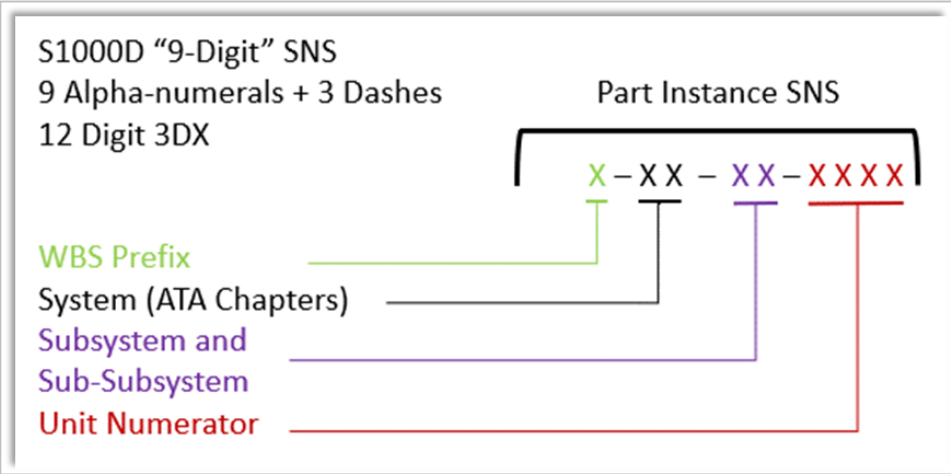 S1000D “9-Digit” SNS
9 Alpha-numerals + 3 Dashes
12 Digit 3DX
Part Instance SNS
X – X X – X X – X X X X
WBS Prefix
System (ATA Chapters)
Subsystem and
Sub-Subsystem
Unit Numerator